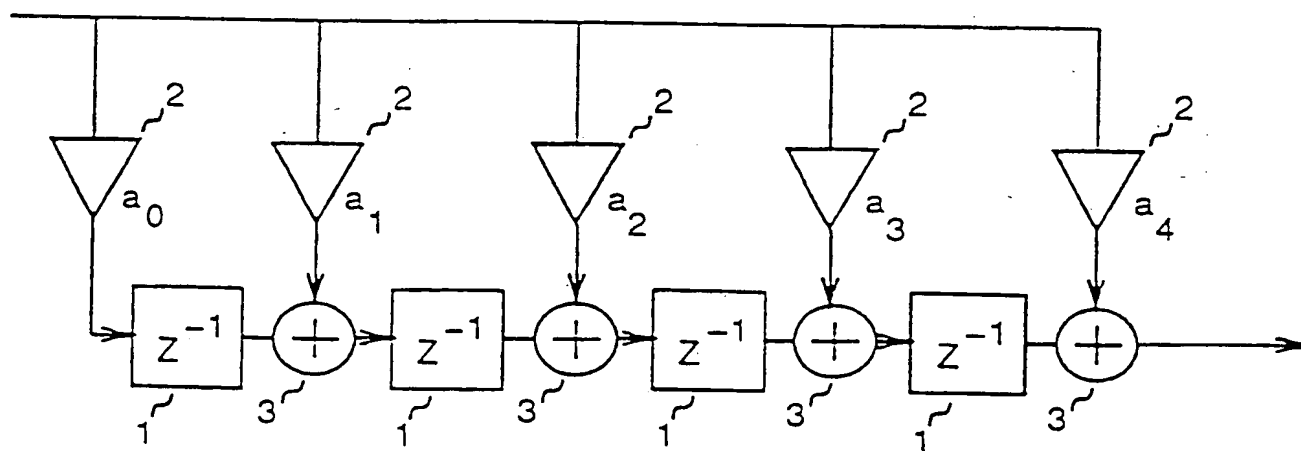 2 2 2 2 2
a0 a1 a2 a3 a4
z-1 + z-1 + z-1 + z-1 +
1 3 1 3 1 3 1 3